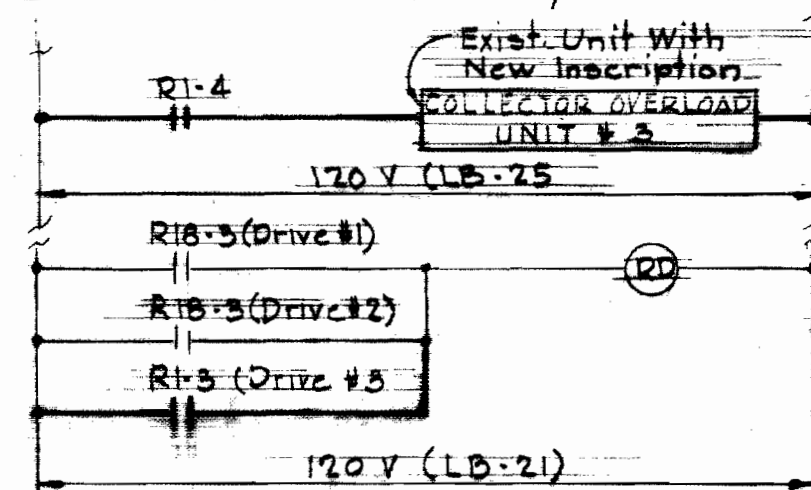 Exist. Unit With
New Inscription
R1-4
COLLECTOR OVERLOAD
UNIT # 3
120 V (LB-25
R18-3 (Drive #1)
RD
R18-3 (Drive #2)
R1-3 (Drive #3
120 V (LB-21)